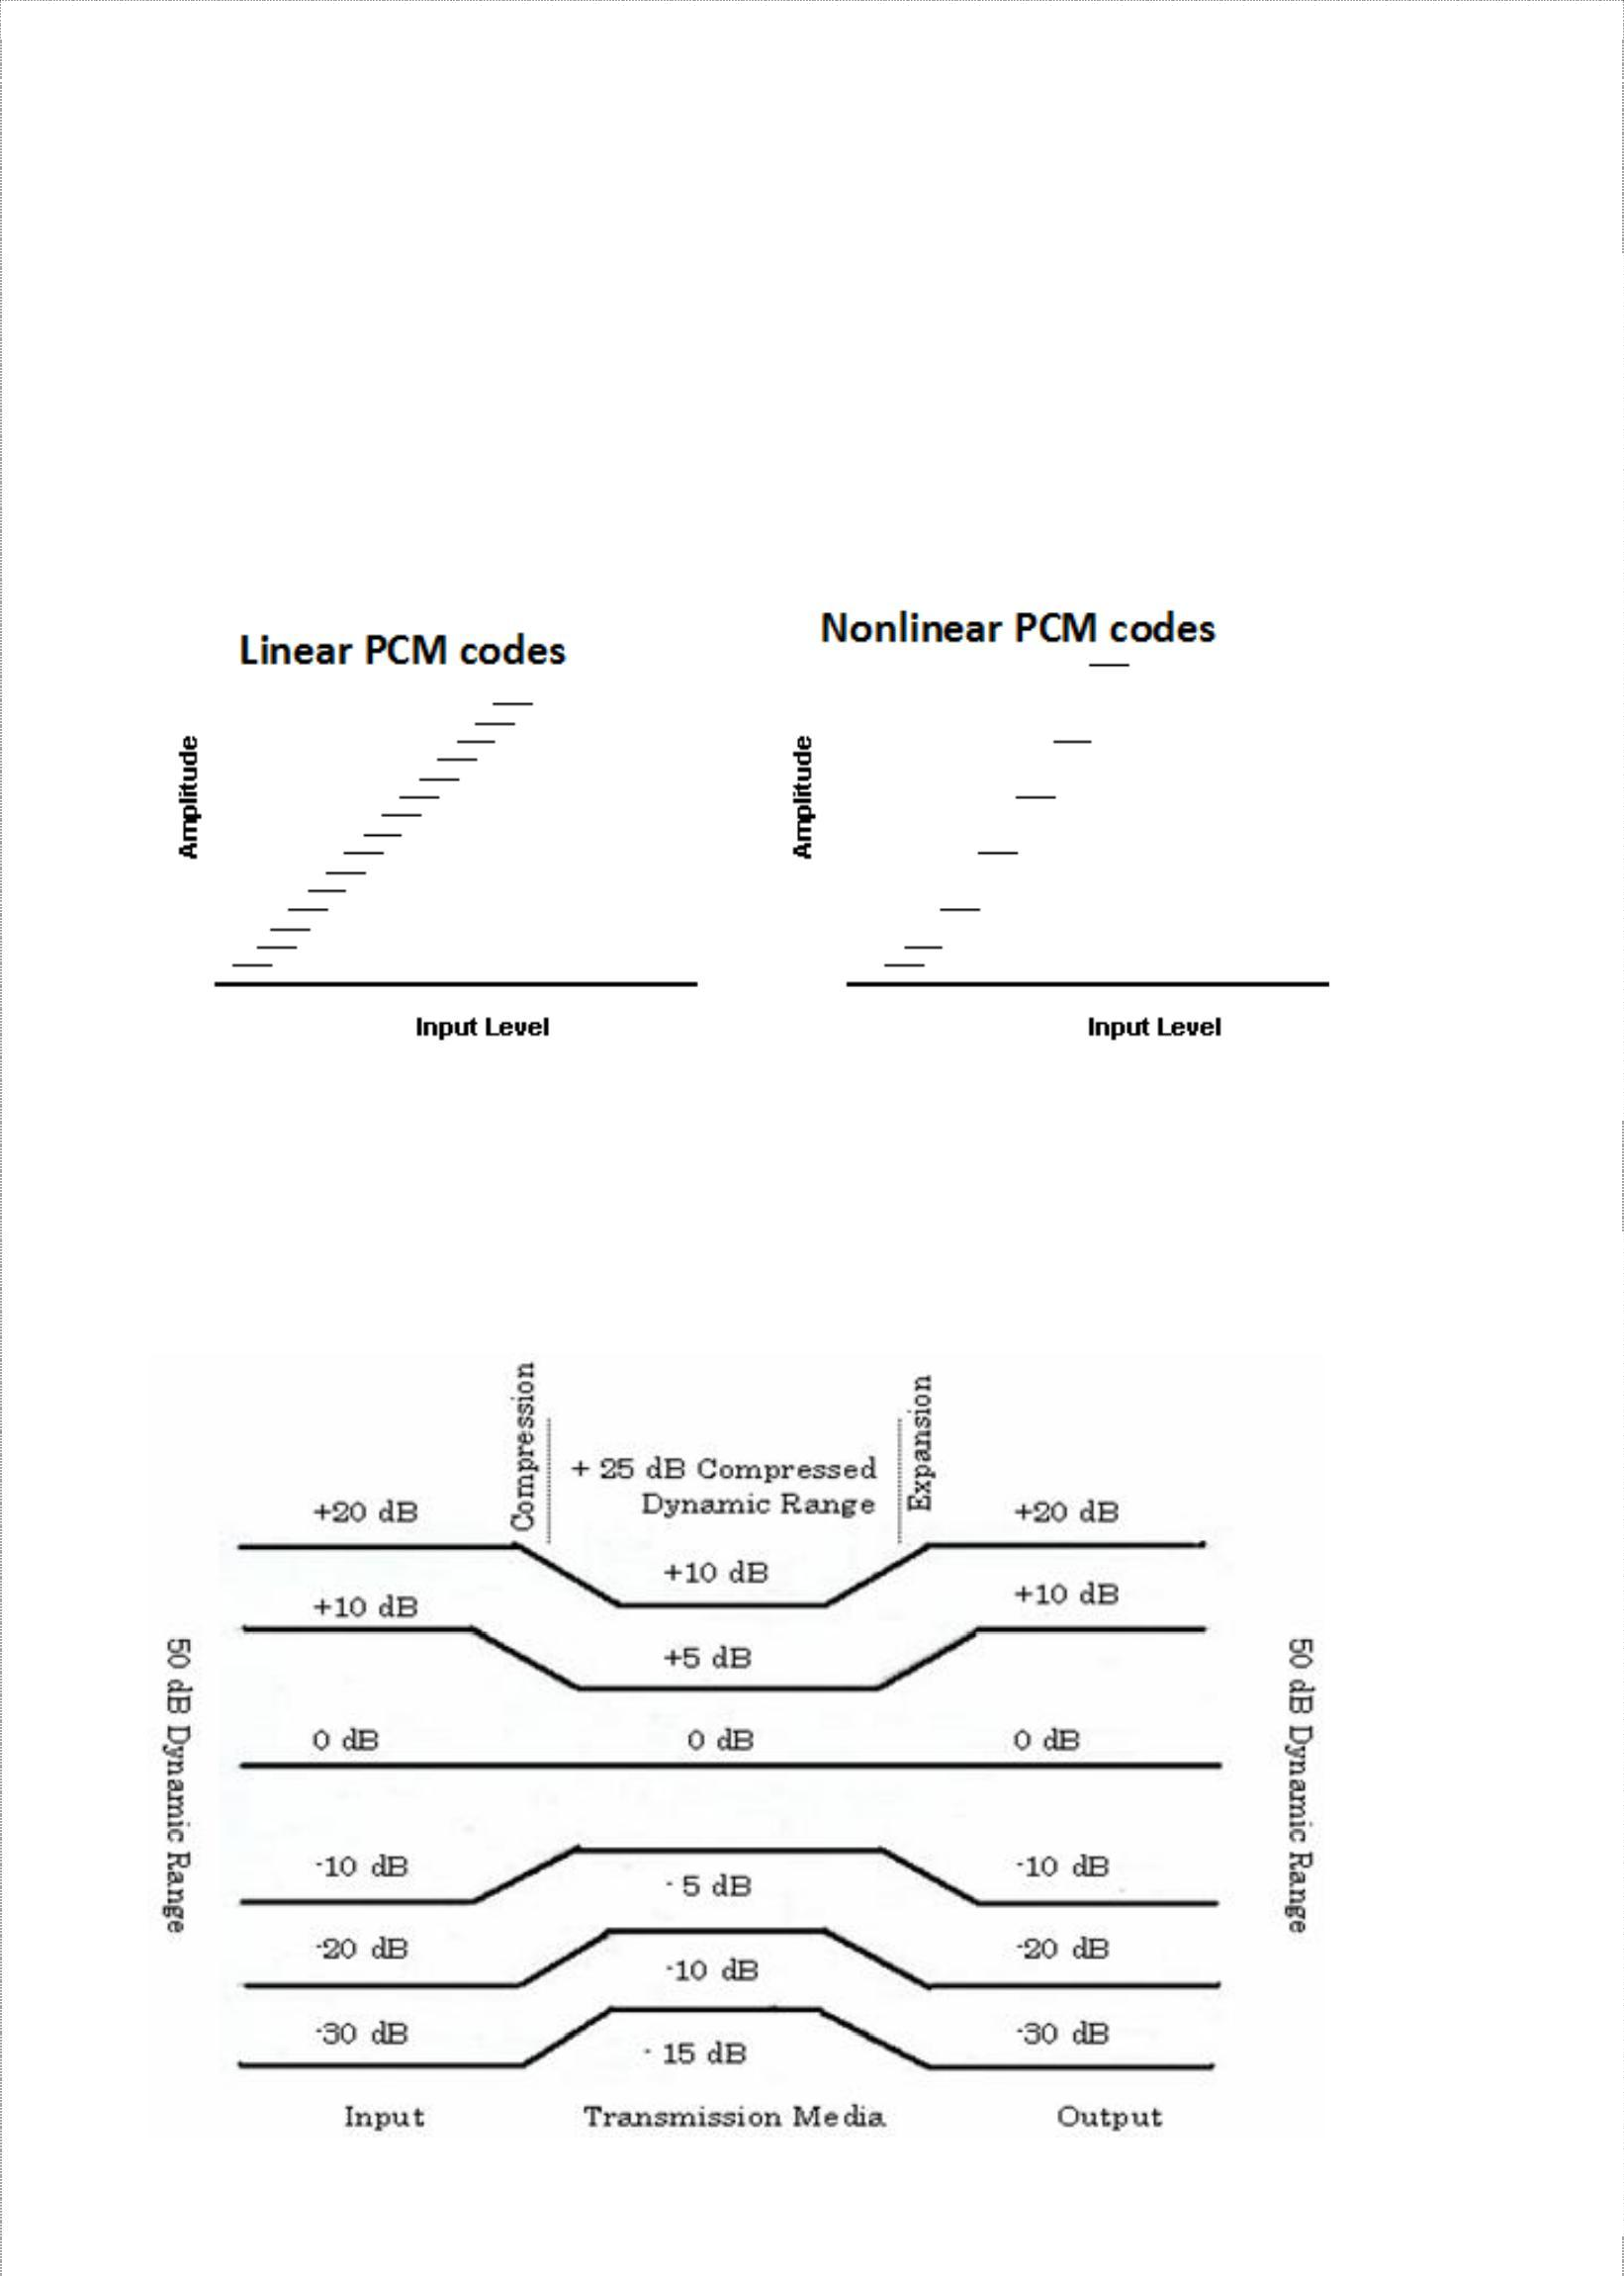 Linear PCM codes
Nonlinear PCM codes
Amplitude
Amplitude
Input Level
Input Level
Compression
Expansion
+ 25 dB Compressed
Dynamic Range
+20 dB
+20 dB
+10 dB
+10 dB
+10 dB
+5 dB
50 dB Dynamic Range
50 dB Dynamic Range
0 dB
0 dB
0 dB
-10 dB
- 5 dB
-10 dB
-20 dB
-10 dB
-20 dB
-30 dB
- 15 dB
-30 dB
Input
Transmission Media
Output